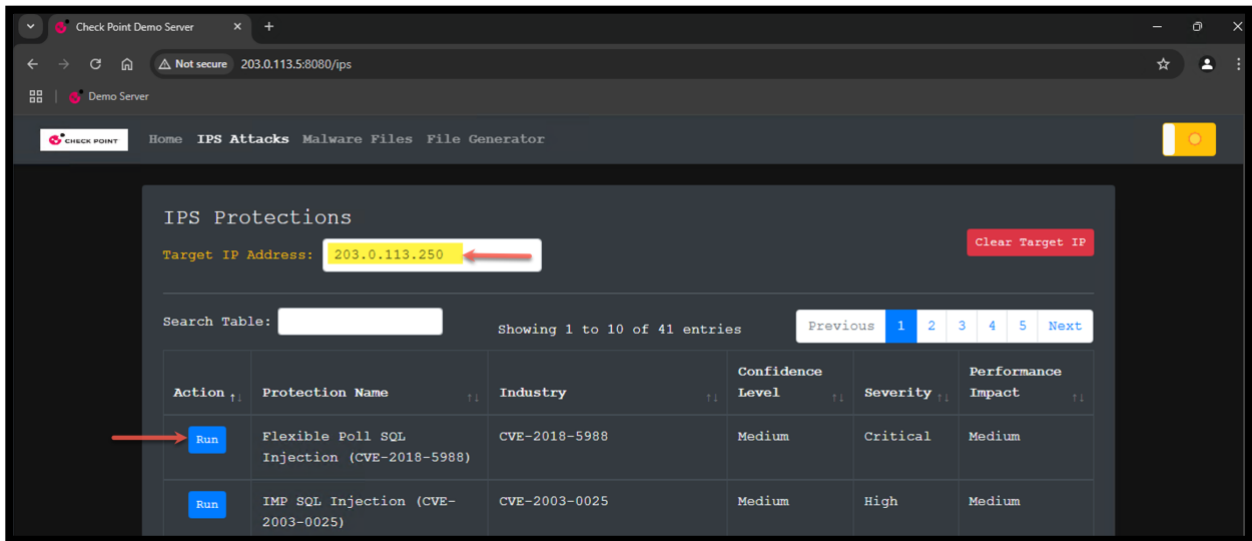 Check Point Demo Server
Not secure 203.0.113.5:8080/ips
Demo Server
CHECK POINT Home IPS Attacks Malware Files File Generator
IPS Protections
Target IP Address: 203.0.113.250
Clear Target IP
Search Table: Showing 1 to 10 of 41 entries Previous 1 2 3 4 5 Next
Action Protection Name Industry Confidence Level Severity Performance Impact
Run Flexible Poll SQL Injection (CVE-2018-5988) CVE-2018-5988 Medium Critical Medium
Run IMP SQL Injection (CVE-2003-0025) CVE-2003-0025 Medium High Medium